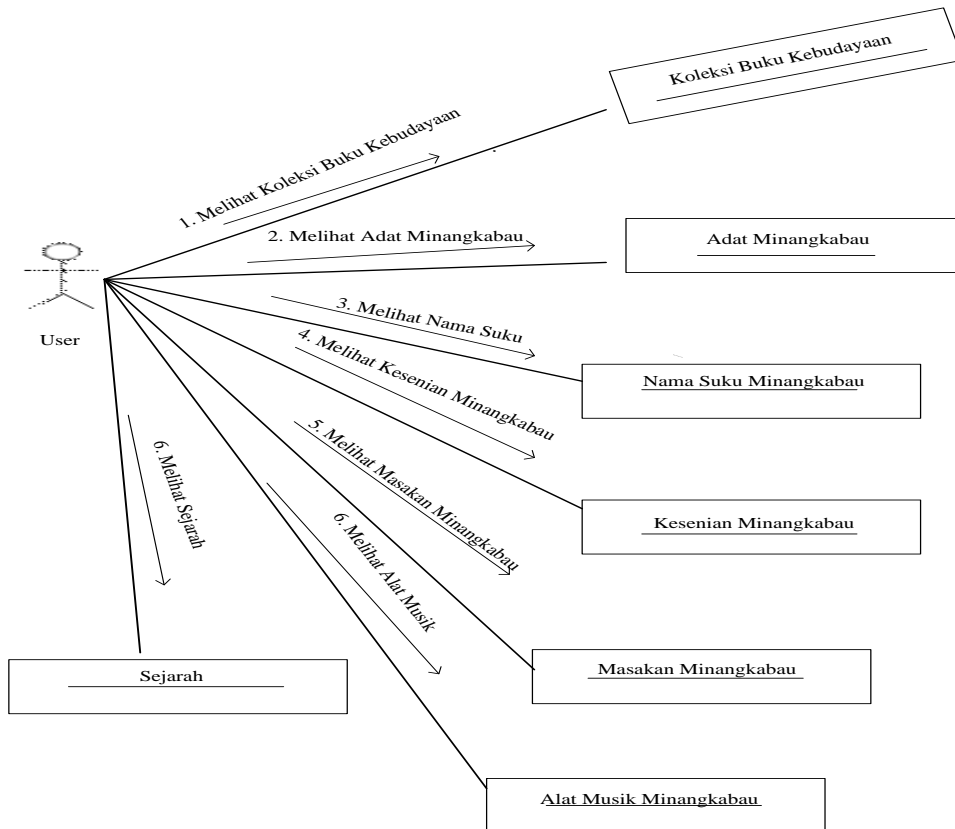 Koleksi Buku Kebudayaan
1. Melihat Koleksi Buku Kebudayaan
2. Melihat Adat Minangkabau
Adat Minangkabau
User
3. Melihat Nama Suku
Nama Suku Minangkabau
4. Melihat Kesenian Minangkabau
Kesenian Minangkabau
5. Melihat Masakan Minangkabau
Masakan Minangkabau
6. Melihat Alat Musik
Alat Musik Minangkabau
6. Melihat Sejarah
Sejarah